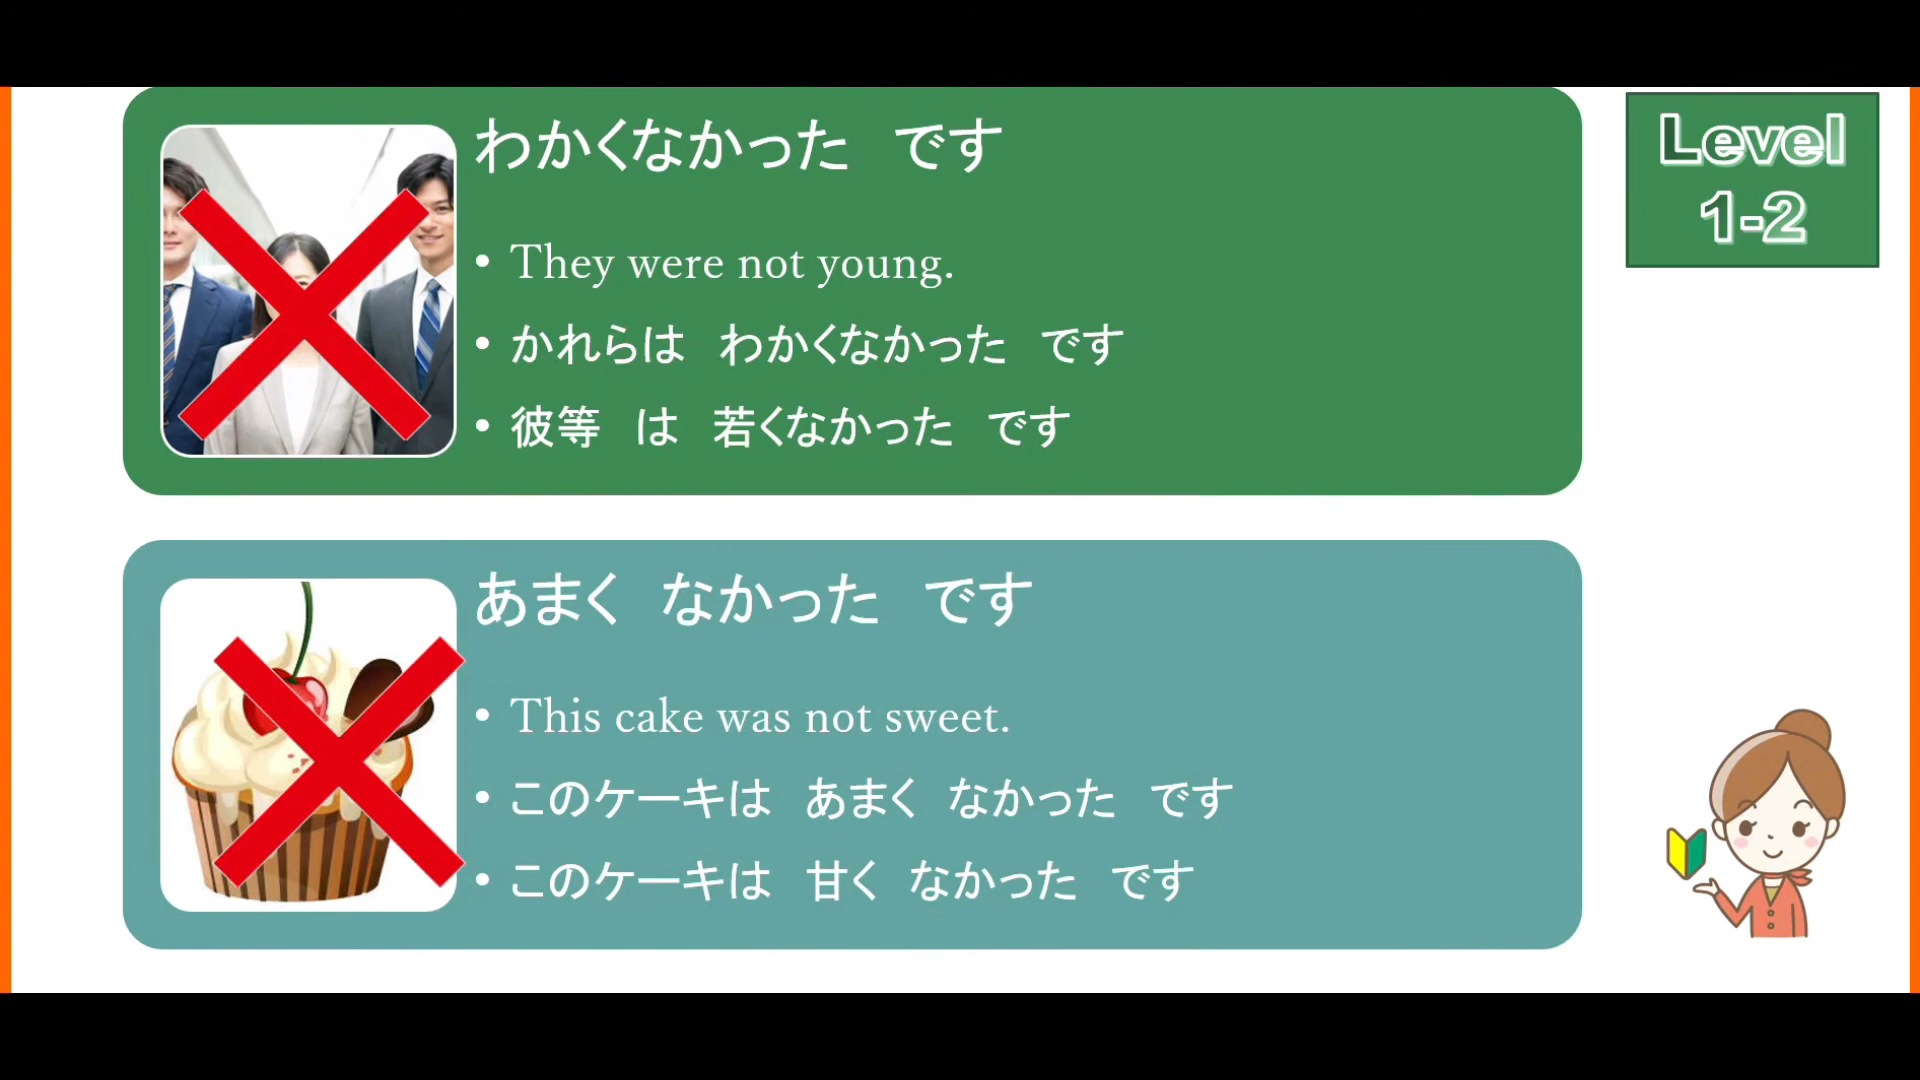 わかくなかった　です
• They were not young.
• かれらは　わかくなかった　です
• 彼等　は　若くなかった　です
Level
1-2
あまく　なかった　です
• This cake was not sweet.
• このケーキは　あまく　なかった　です
• このケーキは　甘く　なかった　です